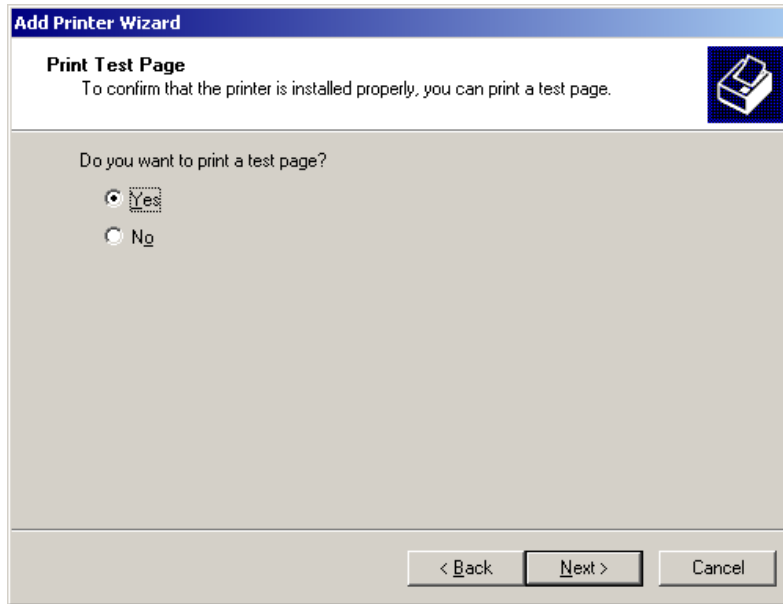 Add Printer Wizard
Print Test Page
To confirm that the printer is installed properly, you can print a test page.
Do you want to print a test page?
Yes
No
< Back
Next >
Cancel